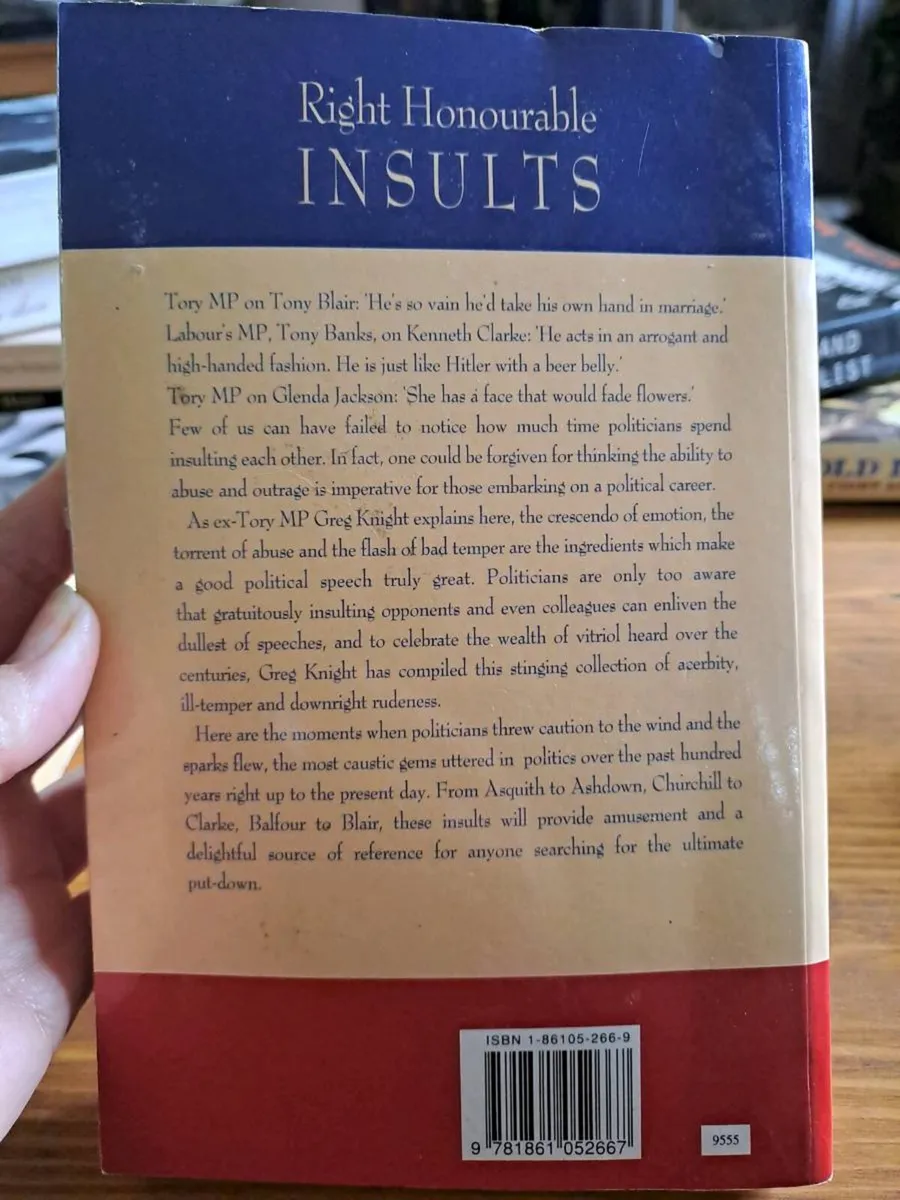 Right Honourable
INSULTS
Tory MP on Tony Blair: 'He's so vain he'd take his own hand in marriage.'
Labour's MP, Tony Banks, on Kenneth Clarke: 'He acts in an arrogant and
high-handed fashion. He is just like Hitler with a beer belly.'
Tory MP on Glenda Jackson: 'She has a face that would fade flowers.'
Few of us can have failed to notice how much time politicians spend
insulting each other. In fact, one could be forgiven for thinking the ability to
abuse and outrage is imperative for those embarking on a political career.
As ex-Tory MP Greg Knight explains here, the crescendo of emotion, the
torrent of abuse and the flash of bad temper are the ingredients which make
a good political speech truly great. Politicians are only too aware
that gratuitously insulting opponents and even colleagues can enliven the
dullest of speeches, and to celebrate the wealth of vitriol heard over the
centuries, Greg Knight has compiled this stinging collection of acerbity,
ill-temper and downright rudeness.
Here are the moments when politicians threw caution to the wind and the
sparks flew, the most caustic gems uttered in politics over the past hundred
years right up to the present day. From Asquith to Ashdown, Churchill to
Clarke, Balfour to Blair, these insults will provide amusement and a
delightful source of reference for anyone searching for the ultimate
put-down.
ISBN 1-86105-266-9
9 781861 052667
9555
AND